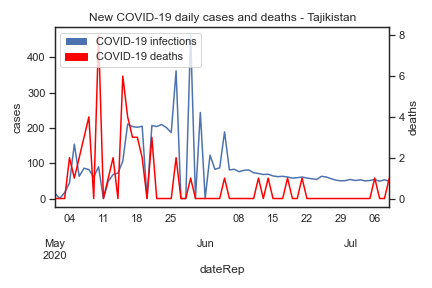 New COVID-19 daily cases and deaths - Tajikistan
COVID-19 infections
COVID-19 deaths
cases
400
300
200
100
0
deaths
8
6
4
2
0
04 11 18 25 08 15 22 29 06
May Jun Jul
2020
dateRep